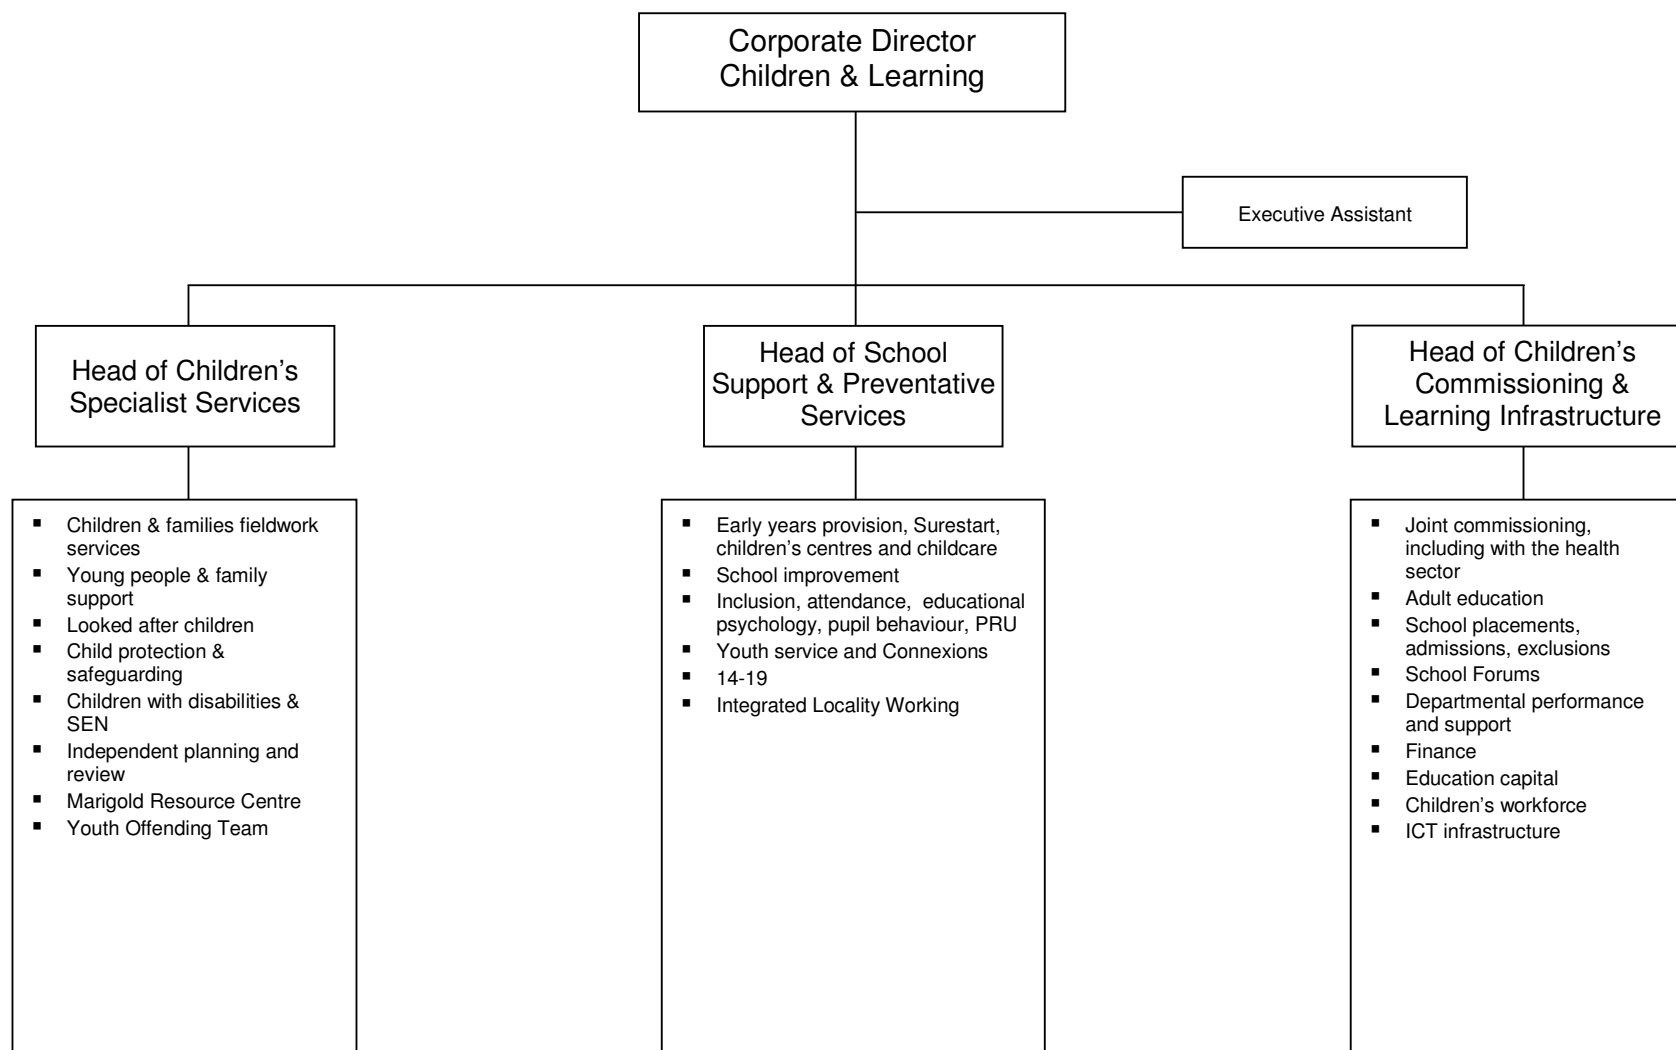 Corporate Director
Children & Learning
Executive Assistant
Head of Children's
Specialist Services
Head of School
Support & Preventative
Services
Head of Children's
Commissioning &
Learning Infrastructure
▪ Children & families fieldwork
services
▪ Young people & family
support
▪ Looked after children
▪ Child protection &
safeguarding
▪ Children with disabilities &
SEN
▪ Independent planning and
review
▪ Marigold Resource Centre
▪ Youth Offending Team
▪ Early years provision, Surestart,
children's centres and childcare
▪ School improvement
▪ Inclusion, attendance, educational
psychology, pupil behaviour, PRU
▪ Youth service and Connexions
▪ 14-19
▪ Integrated Locality Working
▪ Joint commissioning,
including with the health
sector
▪ Adult education
▪ School placements,
admissions, exclusions
▪ School Forums
▪ Departmental performance
and support
▪ Finance
▪ Education capital
▪ Children's workforce
▪ ICT infrastructure